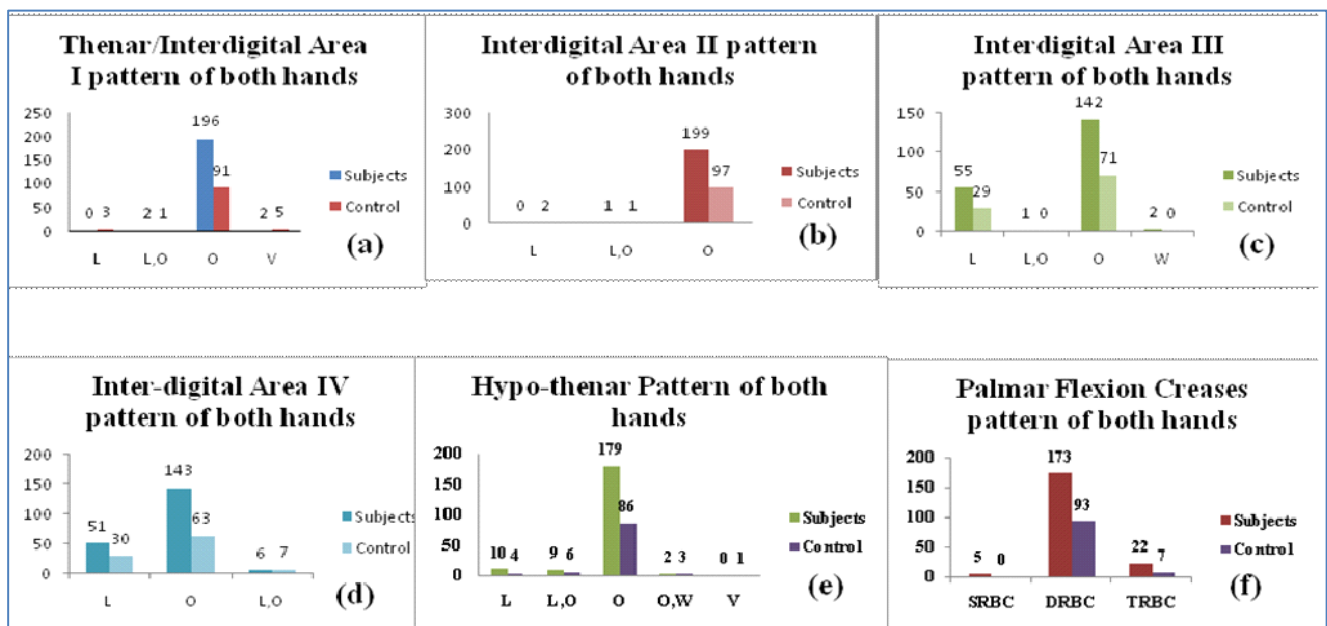 Thenar/Interdigital Area
I pattern of both hands
250
200
150
100
50
0
0 3 2 1 196 91 2 5
L L,O O V
Subjects
Control
(a)
Interdigital Area II pattern
of both hands
300
200
100
0
0 2 1 1 199 97
L L,O O
Subjects
Control
(b)
Interdigital Area III
pattern of both hands
150
100
50
0
55 29 1 0 142 71 2 0
L L,O O W
Subjects
Control
(c)
Inter-digital Area IV
pattern of both hands
200
150
100
50
0
51 30 143 63 6 7
L O L,O
Subjects
Control
(d)
Hypo-thenar Pattern of both
hands
200
150
100
50
0
10 4 9 6 179 86 2 3 0 1
L L,O O O,W V
Subjects
Control
(e)
Palmar Flexion Creases
pattern of both hands
200
150
100
50
0
5 0 173 93 22 7
SRBC DRBC TRBC
Subjects
Control
(f)